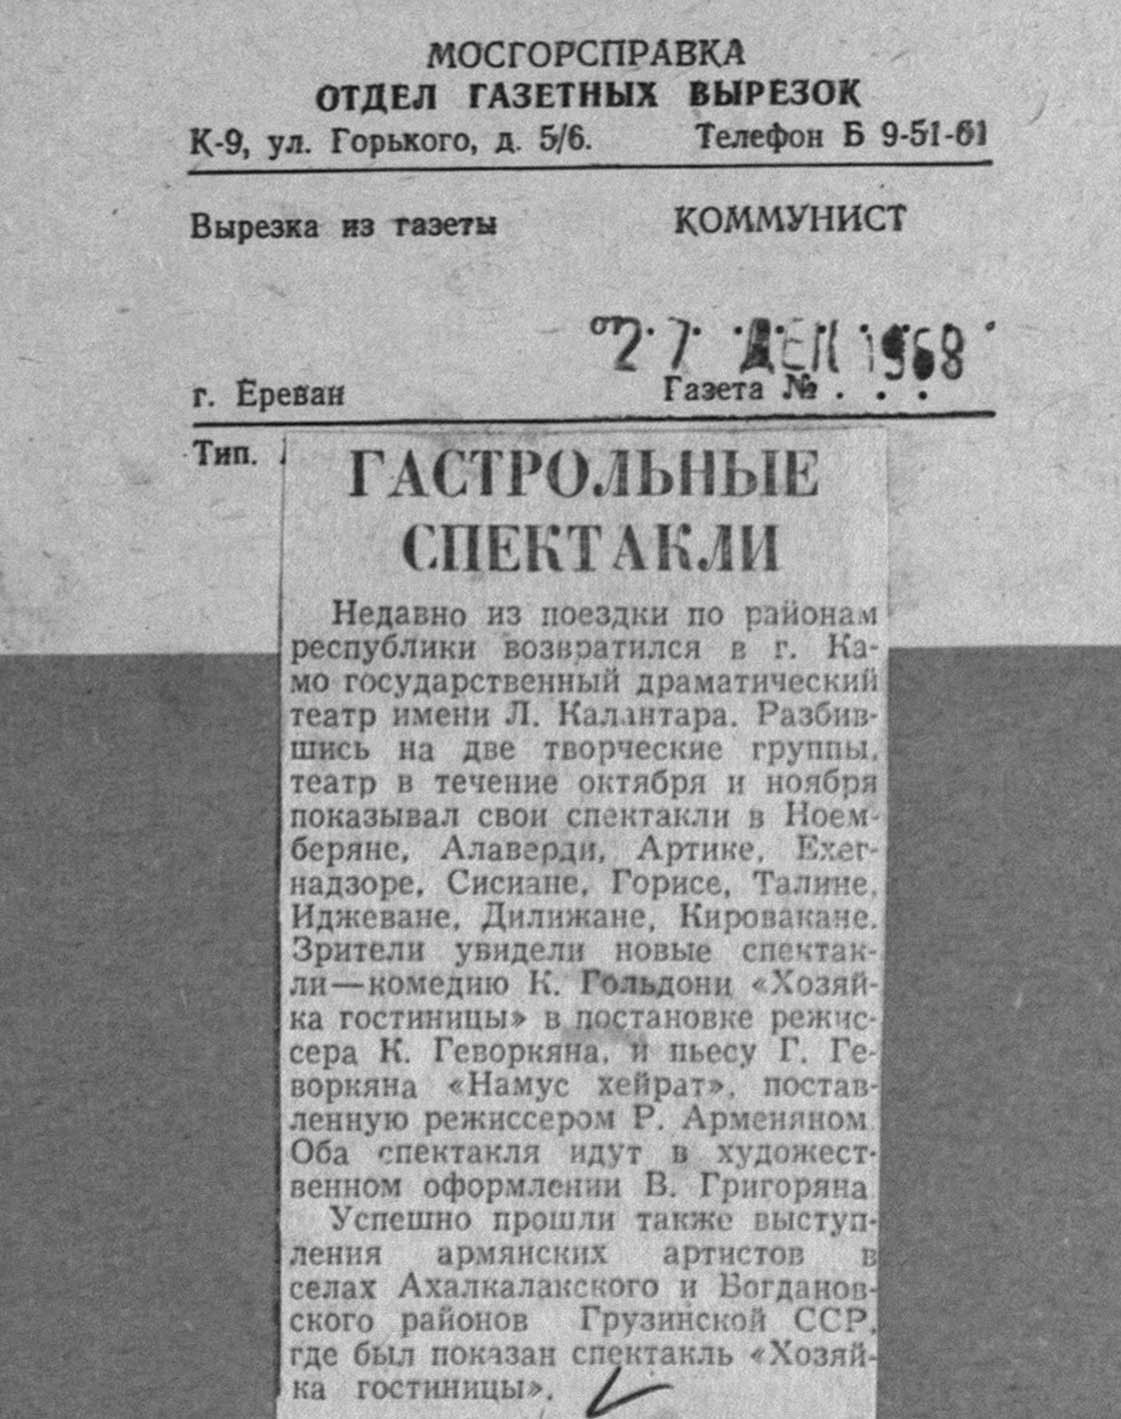 МОСГОРСПРАВКА
ОТДЕЛ ГАЗЕТНЫХ ВЫРЕЗОК
К-9, ул. Горького, д. 5/6. Телефон Б 9-51-61
Вырезка из газеты КОММУНИСТ
от 27 ДЕК 1968
г. Ереван Газета № . . .
Тип.
ГАСТРОЛЬНЫЕ
СПЕКТАКЛИ
Недавно из поездки по районам
республики возвратился в г. Ка-
мо государственный драматический
театр имени Л. Калантара. Разбив-
шись на две творческие группы,
театр в течение октября и ноября
показывал свои спектакли в Ноем-
беряне, Алаверди, Артике, Ехег-
надзоре, Сисиане, Горисе, Талине,
Иджеване, Дилижане, Кировакане.
Зрители увидели новые спектак-
ли—комедию К. Гольдони «Хозяй-
ка гостиницы» в постановке режис-
сера К. Геворкяна, и пьесу Г. Ге-
воркяна «Намус хейрат», постав-
ленную режиссером Р. Арменяном.
Оба спектакля идут в художест-
венном оформлении В. Григоряна
Успешно прошли также выступ-
ления армянских артистов в
селах Ахалкалакского и Богданов-
ского районов Грузинской ССР,
где был показан спектакль «Хозяй-
ка гостиницы».